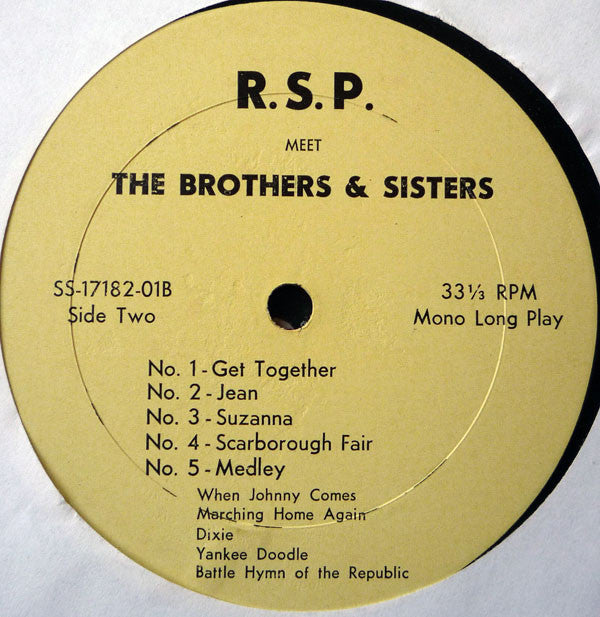 R. S. P.
MEET
THE BROTHERS & SISTERS
SS-17182-01B
Side Two
33⅓ RPM
Mono Long Play
No. 1 - Get Together
No. 2 - Jean
No. 3 - Suzanna
No. 4 - Scarborough Fair
No. 5 - Medley
When Johnny Comes
Marching Home Again
Dixie
Yankee Doodle
Battle Hymn of the Republic